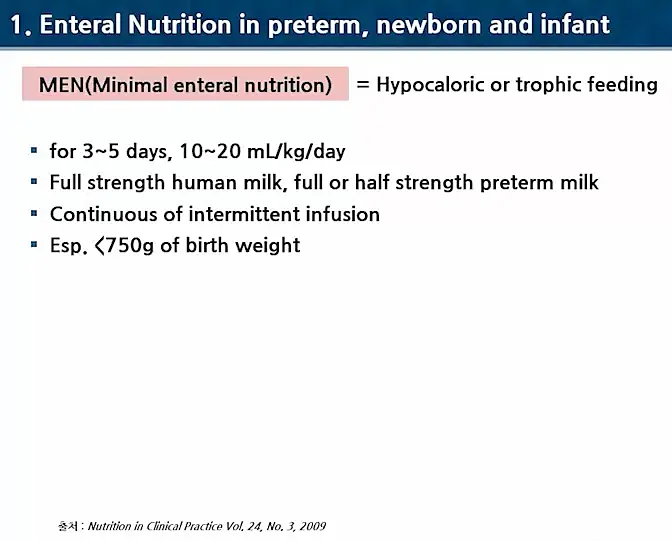 1. Enteral Nutrition in preterm, newborn and infant
MEN(Minimal enteral nutrition) = Hypocaloric or trophic feeding
▪ for 3~5 days, 10~20 mL/kg/day
▪ Full strength human milk, full or half strength preterm milk
▪ Continuous of intermittent infusion
▪ Esp. <750g of birth weight
출처 : Nutrition in Clinical Practice Vol. 24, No. 3, 2009